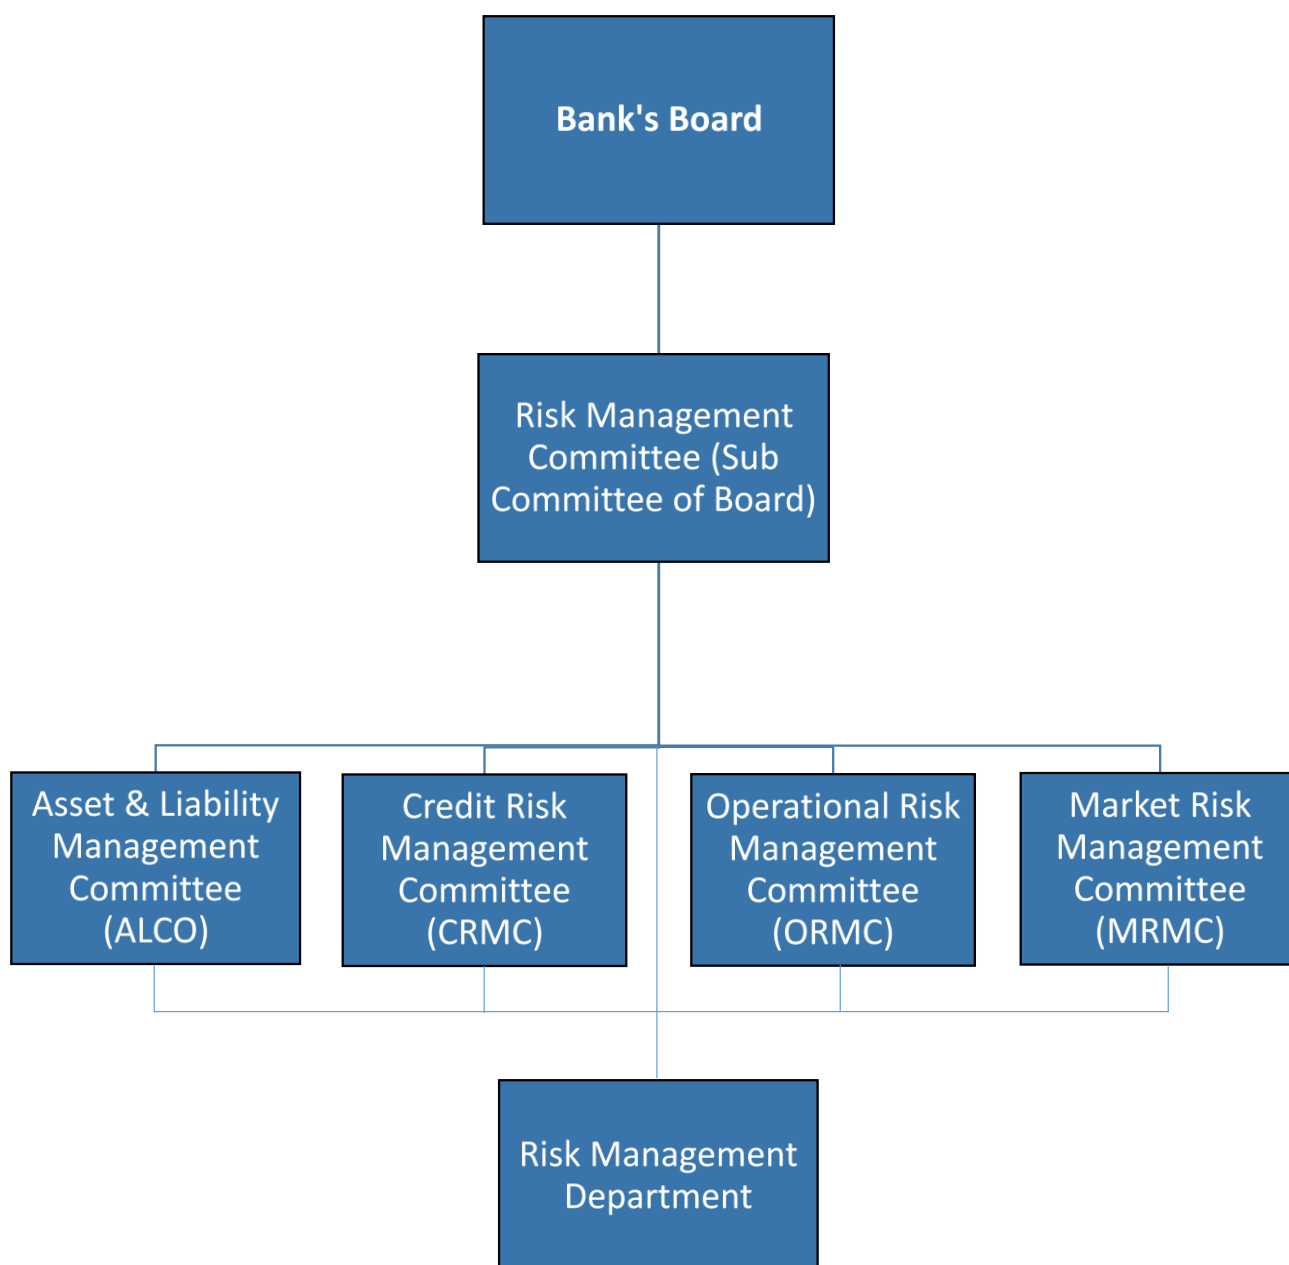 Bank's Board
Risk Management
Committee (Sub
Committee of Board)
Asset & Liability
Management
Committee
(ALCO)
Credit Risk
Management
Committee
(CRMC)
Operational Risk
Management
Committee
(ORMC)
Market Risk
Management
Committee
(MRMC)
Risk Management
Department